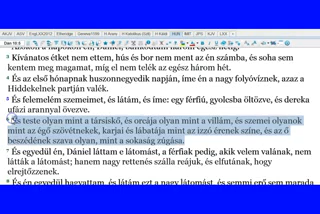 Dan 10.6
³ Kívánatos étket nem ettem, hús és bor nem ment az én számba, és soha sem
kentem meg magamat, míg el nem telék az egész három hét.
⁴ És az első hónapnak huszonnegyedik napján, íme én a nagy folyóvíznek, azaz a
Hiddekelnek partján valék.
⁵ És felemelém szemeimet, és látám, és íme: egy férfiú, gyolcsba öltözve, és dereka
ufázi arannyal övezve.
⁶ És teste olyan mint a társiskő, és orcája olyan mint a villám, és szemei olyanok
mint az égő szövétnekek, karjai és lábatája mint az izzó érenek színe, és az ő
beszédének szava olyan, mint a sokaság zúgása.
⁷ És egyedül én, Dániel láttam e látomást, a férfiak pedig, akik velem valának, nem
látták a látomást; hanem nagy rettenés szálla reájuk, és elfutának, hogy
elrejtőzzenek.